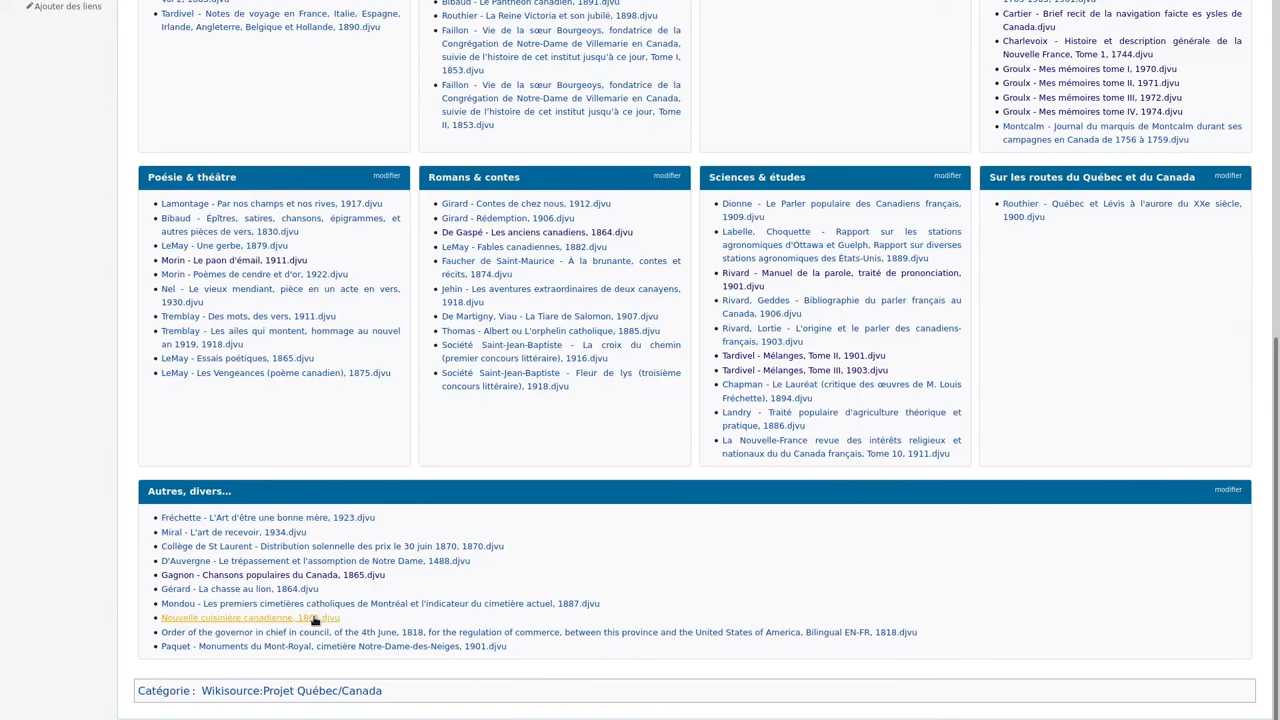 Ajouter des liens
Tardivel - Notes de voyage en France, Italie, Espagne,
Irlande, Angleterre, Belgique et Hollande, 1890.djvu
Bibaud - Le Panthéon canadien, 1891.djvu
Routhier - La Reine Victoria et son jubilé, 1898.djvu
Faillon - Vie de la sœur Bourgeoys, fondatrice de la
Congrégation de Notre-Dame de Villemarie en Canada,
suivie de l’histoire de cet institut jusqu’à ce jour, Tome I,
1853.djvu
Faillon - Vie de la sœur Bourgeoys, fondatrice de la
Congrégation de Notre-Dame de Villemarie en Canada,
suivie de l’histoire de cet institut jusqu’à ce jour, Tome
II, 1853.djvu
Cartier - Brief recit de la navigation faicte es ysles de
Canada.djvu
Charlevoix - Histoire et description générale de la
Nouvelle France, Tome 1, 1744.djvu
Groulx - Mes mémoires tome I, 1970.djvu
Groulx - Mes mémoires tome II, 1971.djvu
Groulx - Mes mémoires tome III, 1972.djvu
Groulx - Mes mémoires tome IV, 1974.djvu
Montcalm - Journal du marquis de Montcalm durant ses
campagnes en Canada de 1756 à 1759.djvu
Poésie & théâtre modifier
Lamontage - Par nos champs et nos rives, 1917.djvu
Bibaud - Épîtres, satires, chansons, épigrammes, et
autres pièces de vers, 1830.djvu
LeMay - Une gerbe, 1879.djvu
Morin - Le paon d'émail, 1911.djvu
Morin - Poèmes de cendre et d'or, 1922.djvu
Nel - Le vieux mendiant, pièce en un acte en vers,
1930.djvu
Tremblay - Des mots, des vers, 1911.djvu
Tremblay - Les ailes qui montent, hommage au nouvel
an 1919, 1918.djvu
LeMay - Essais poétiques, 1865.djvu
LeMay - Les Vengeances (poème canadien), 1875.djvu
Romans & contes modifier
Girard - Contes de chez nous, 1912.djvu
Girard - Rédemption, 1906.djvu
De Gaspé - Les anciens canadiens, 1864.djvu
LeMay - Fables canadiennes, 1882.djvu
Faucher de Saint-Maurice - À la brunante, contes et
récits, 1874.djvu
Jehin - Les aventures extraordinaires de deux canayens,
1918.djvu
De Martigny, Viau - La Tiare de Salomon, 1907.djvu
Thomas - Albert ou L'orphelin catholique, 1885.djvu
Société Saint-Jean-Baptiste - La croix du chemin
(premier concours littéraire), 1916.djvu
Société Saint-Jean-Baptiste - Fleur de lys (troisième
concours littéraire), 1918.djvu
Sciences & études modifier
Dionne - Le Parler populaire des Canadiens français,
1909.djvu
Labelle, Choquette - Rapport sur les stations
agronomiques d'Ottawa et Guelph, Rapport sur diverses
stations agronomiques des États-Unis, 1889.djvu
Rivard - Manuel de la parole, traité de prononciation,
1901.djvu
Rivard, Geddes - Bibliographie du parler français au
Canada, 1906.djvu
Rivard, Lortie - L'origine et le parler des canadiens-
français, 1903.djvu
Tardivel - Mélanges, Tome II, 1901.djvu
Tardivel - Mélanges, Tome III, 1903.djvu
Chapman - Le Lauréat (critique des œuvres de M. Louis
Fréchette), 1894.djvu
Landry - Traité populaire d'agriculture théorique et
pratique, 1886.djvu
La Nouvelle-France revue des intérêts religieux et
nationaux du du Canada français, Tome 10, 1911.djvu
Sur les routes du Québec et du Canada modifier
Routhier - Québec et Lévis à l'aurore du XXe siècle,
1900.djvu
Autres, divers… modifier
Fréchette - L'Art d'être une bonne mère, 1923.djvu
Miral - L'art de recevoir, 1934.djvu
Collège de St Laurent - Distribution solennelle des prix le 30 juin 1870, 1870.djvu
D'Auvergne - Le trépassement et l'assomption de Notre Dame, 1488.djvu
Gagnon - Chansons populaires du Canada, 1865.djvu
Gérard - La chasse au lion, 1864.djvu
Mondou - Les premiers cimetières catholiques de Montréal et l'indicateur du cimetière actuel, 1887.djvu
Nouvelle cuisinière canadienne,
Order of the governor in chief in council, of the 4th June, 1818, for the regulation of commerce, between this province and the United States of America, Bilingual EN-FR, 1818.djvu
Paquet - Monuments du Mont-Royal, cimetière Notre-Dame-des-Neiges, 1901.djvu
Catégorie : Wikisource:Projet Québec/Canada